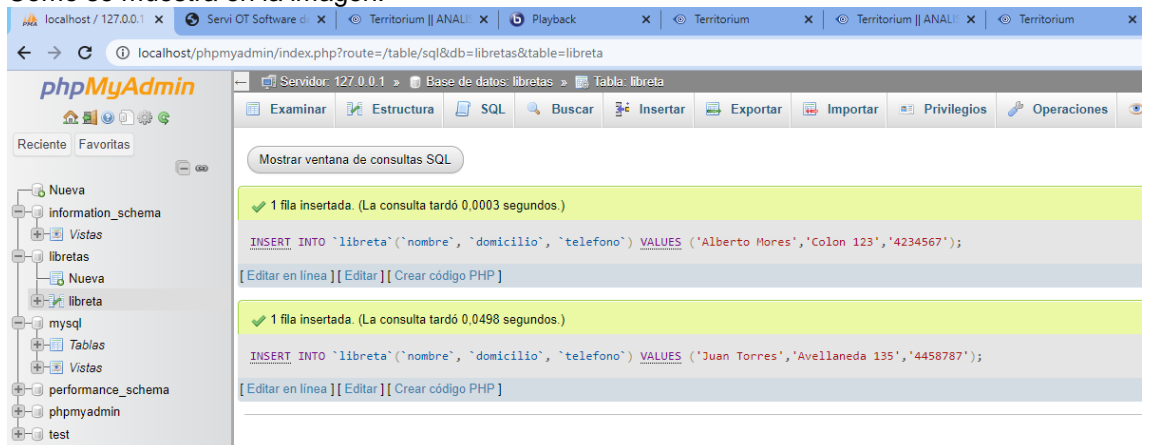 Como se muestra en la imagen:
localhost / 127.0.0.1
Servi OT Software d
Territorium || ANALI
Playback
Territorium
Territorium || ANALI
Territorium
localhost/phpmyadmin/index.php?route=/table/sql&db=libretas&table=libreta
phpMyAdmin
Reciente Favoritas
Nueva
information_schema
Vistas
libretas
Nueva
libreta
mysql
Tablas
Vistas
performance_schema
phpmyadmin
test
Servidor: 127.0.0.1 » Base de datos: libretas » Tabla: libreta
Examinar Estructura SQL Buscar Insertar Exportar Importar Privilegios Operaciones
Mostrar ventana de consultas SQL
1 fila insertada. (La consulta tardó 0,0003 segundos.)
INSERT INTO `libreta`(`nombre`, `domicilio`, `telefono`) VALUES ('Alberto Mores','Colon 123','4234567');
[ Editar en línea ] [ Editar ] [ Crear código PHP ]
1 fila insertada. (La consulta tardó 0,0498 segundos.)
INSERT INTO `libreta`(`nombre`, `domicilio`, `telefono`) VALUES ('Juan Torres','Avellaneda 135','4458787');
[ Editar en línea ] [ Editar ] [ Crear código PHP ]